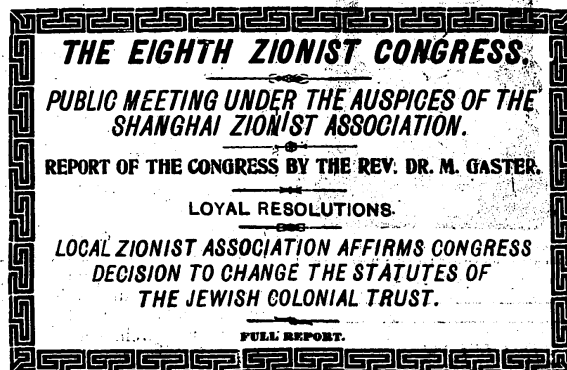 THE EIGHTH ZIONIST CONGRESS.
PUBLIC MEETING UNDER THE AUSPICES OF THE
SHANGHAI ZIONIST ASSOCIATION.
REPORT OF THE CONGRESS BY THE REV. DR. M. GASTER.
LOYAL RESOLUTIONS.
LOCAL ZIONIST ASSOCIATION AFFIRMS CONGRESS
DECISION TO CHANGE THE STATUTES OF
THE JEWISH COLONIAL TRUST.
FULL REPORT.